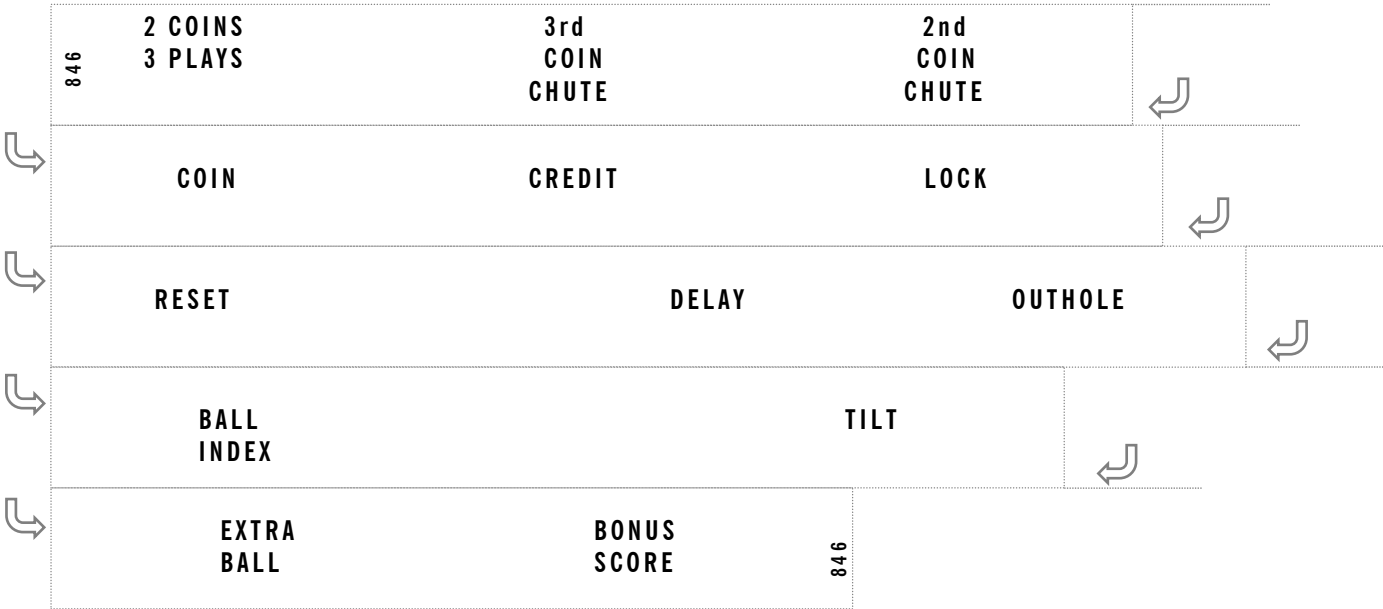 846
2 COINS
3 PLAYS
3rd
COIN
CHUTE
2nd
COIN
CHUTE
COIN
CREDIT
LOCK
RESET
DELAY
OUTHOLE
BALL
INDEX
TILT
EXTRA
BALL
BONUS
SCORE
846